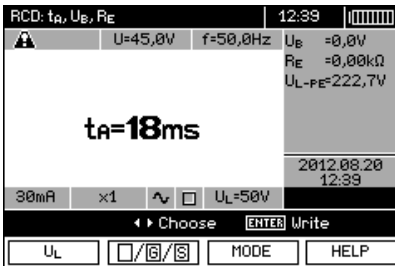 RCD: tA, UB, RE 12:39
U=45,0V f=50,0Hz
UB =0,0V
RE =0,00kΩ
UL-PE=222,7V
tA=18ms
2012.08.20
12:39
30mA x1 UL=50V
Choose ENTER Write
UL
/G/S
MODE
HELP